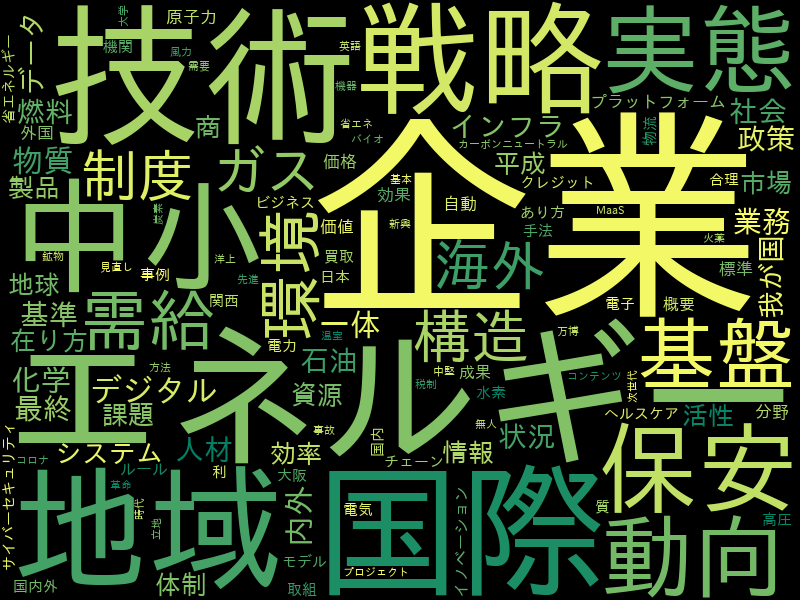 技術
戦略
実態
企業
中小
エネルギー
地域
国際
保安
動向
基盤
構造
海外
環境
需給
制度
ガス
インフラ
大学
原子力
機関
風力
需要
英語
機器
省エネルギー
データ
燃料
外国
商
省エネ
バイオ
カーボンニュートラル
プラットフォーム
社会
物流
政策
物質
製品
価格
平成
クレジット
基本
効果
自動
合理
市場
ビジネス
価値
新興
あり方
MaaS
業務
手法
火薬
我が国
産業
鉱物
見直し
事例
洋上
買取
日本
先進
標準
地球
基準
在り方
関西
体
電力
温室
電子
概要
万博
石油
方法
化学
最終
デジタル
課題
資源
中堅
成果
税制
水素
コンテンツ
次世代
ヘルスケア
活性
分野
システム
人材
効率
事故
国内
情報
無人
状況
チェーン
サイバーセキュリティ
コロナ
ルール
利
革命
時代
立地
大阪
内外
電気
イノベーション
質
高圧
国内外
体制
モデル
取組
プロジェクト